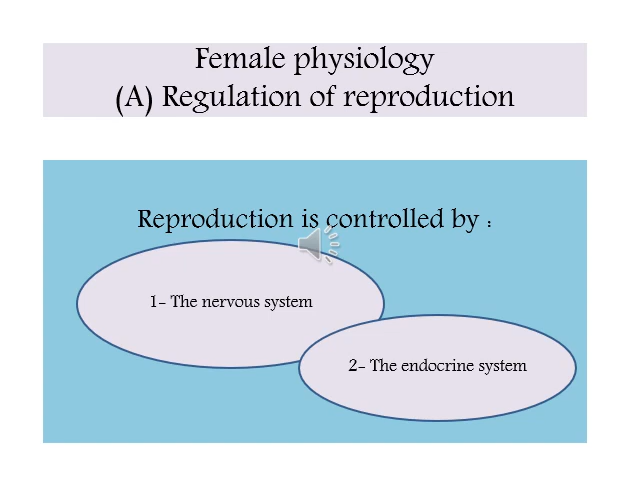 Female physiology
(A) Regulation of reproduction
Reproduction is controlled by :
1- The nervous system
2- The endocrine system